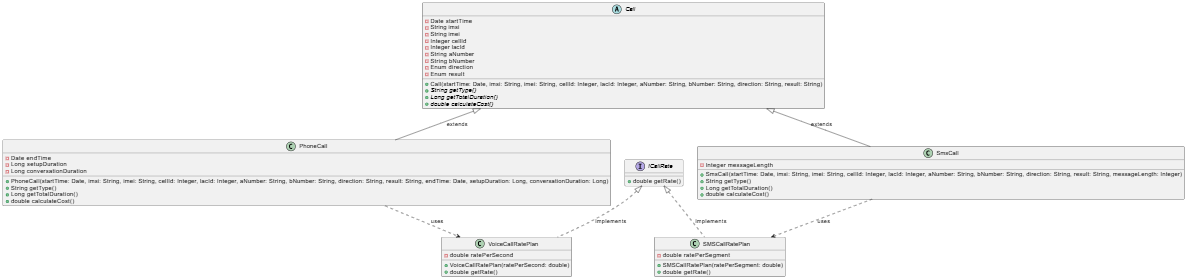 A Call
Date startTime
String imsi
String imei
Integer cellId
Integer lacId
String aNumber
String bNumber
Enum direction
Enum result
Call(startTime: Date, imsi: String, imei: String, cellId: Integer, lacId: Integer, aNumber: String, bNumber: String, direction: String, result: String)
String getType()
Long getTotalDuration()
double calculateCost()
extends
extends
C PhoneCall
Date endTime
Long setupDuration
Long conversationDuration
PhoneCall(startTime: Date, imsi: String, imei: String, cellId: Integer, lacId: Integer, aNumber: String, bNumber: String, direction: String, result: String, endTime: Date, setupDuration: Long, conversationDuration: Long)
String getType()
Long getTotalDuration()
double calculateCost()
I ICallRate
double getRate()
C SmsCall
Integer messageLength
SmsCall(startTime: Date, imsi: String, imei: String, cellId: Integer, lacId: Integer, aNumber: String, bNumber: String, direction: String, result: String, messageLength: Integer)
String getType()
Long getTotalDuration()
double calculateCost()
uses
implements
implements
uses
C VoiceCallRatePlan
double ratePerSecond
VoiceCallRatePlan(ratePerSecond: double)
double getRate()
C SMSCallRatePlan
double ratePerSegment
SMSCallRatePlan(ratePerSegment: double)
double getRate()